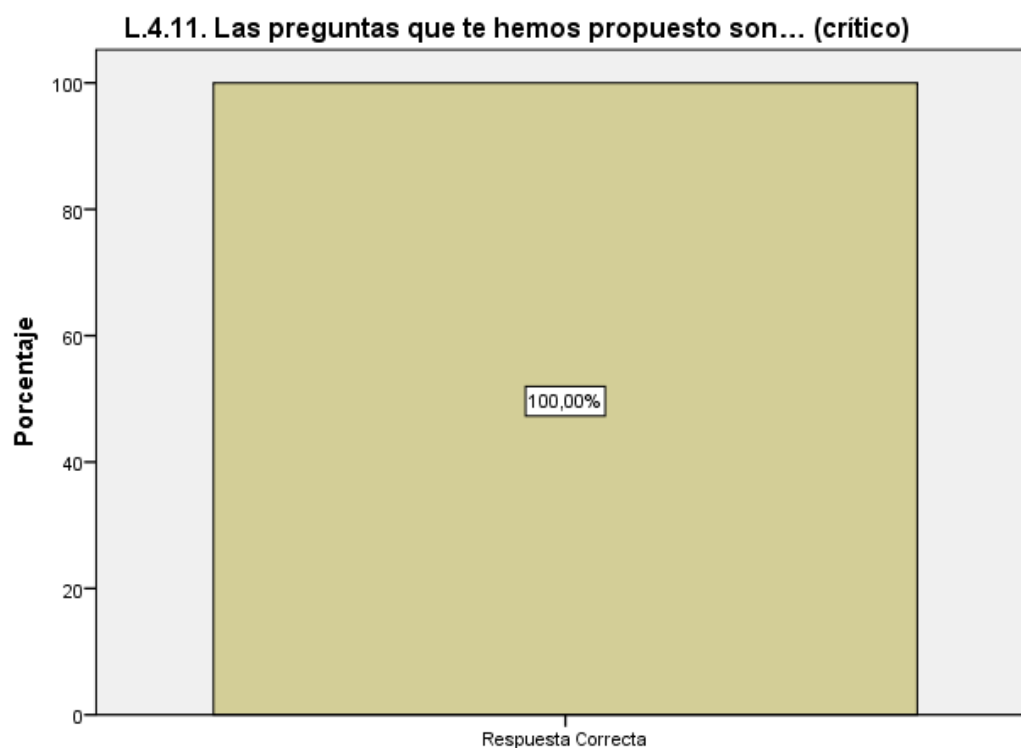 L.4.11. Las preguntas que te hemos propuesto son… (crítico)
Porcentaje
100
80
60
40
20
0
100,00%
Respuesta Correcta